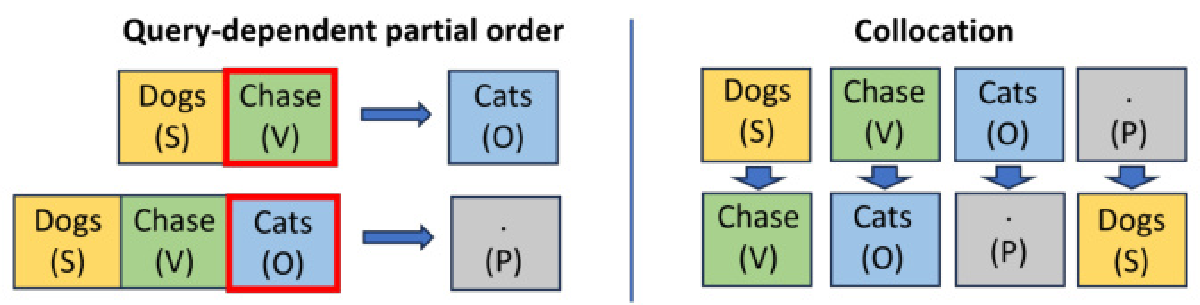 Query-dependent partial order
Dogs Chase Cats
(S) (V) (O)
Dogs Chase Cats .
(S) (V) (O) (P)
Collocation
Dogs Chase Cats .
(S) (V) (O) (P)
Chase Cats . Dogs
(V) (O) (P) (S)